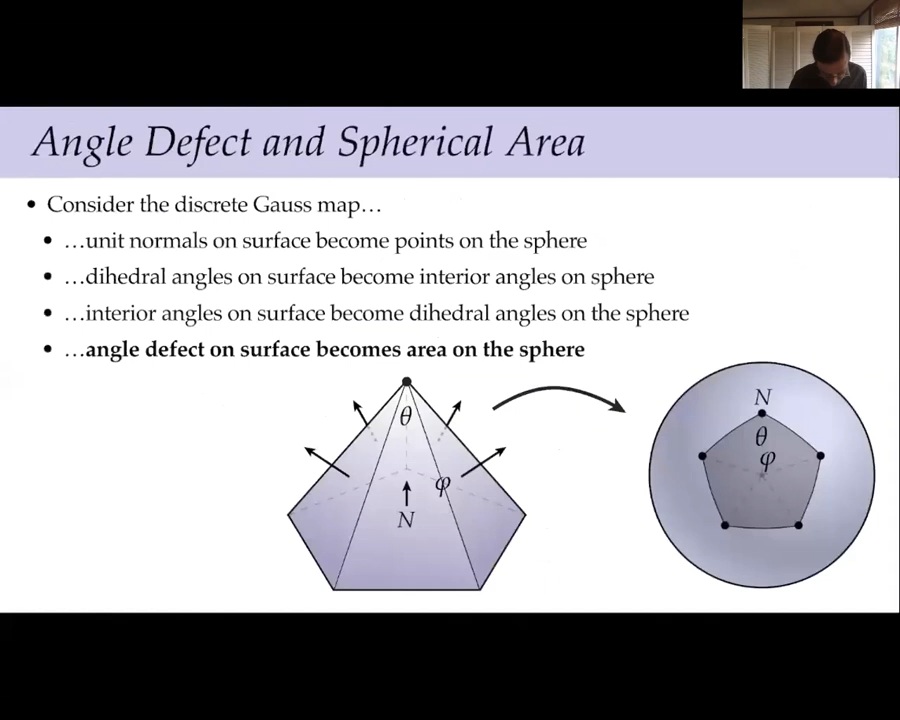 Angle Defect and Spherical Area
• Consider the discrete Gauss map…
• …unit normals on surface become points on the sphere
• …dihedral angles on surface become interior angles on sphere
• …interior angles on surface become dihedral angles on the sphere
• …angle defect on surface becomes area on the sphere
θ
φ
N
N
θ
φ